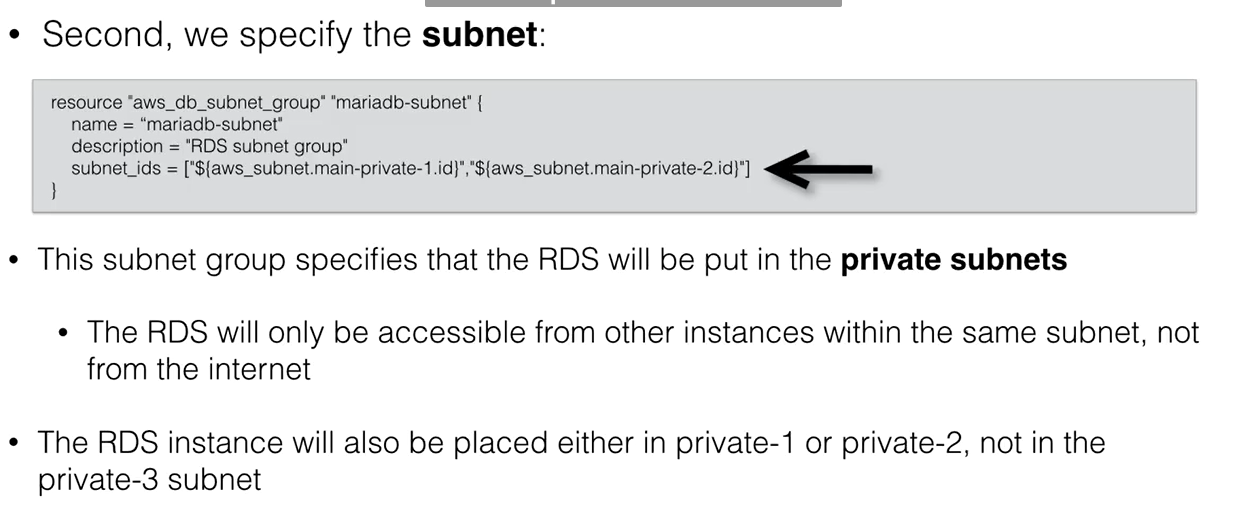 • Second, we specify the subnet:
resource "aws_db_subnet_group" "mariadb-subnet" {
name = “mariadb-subnet"
description = "RDS subnet group"
subnet_ids = ["${aws_subnet.main-private-1.id}","${aws_subnet.main-private-2.id}"]
}
• This subnet group specifies that the RDS will be put in the private subnets
• The RDS will only be accessible from other instances within the same subnet, not
from the internet
• The RDS instance will also be placed either in private-1 or private-2, not in the
private-3 subnet